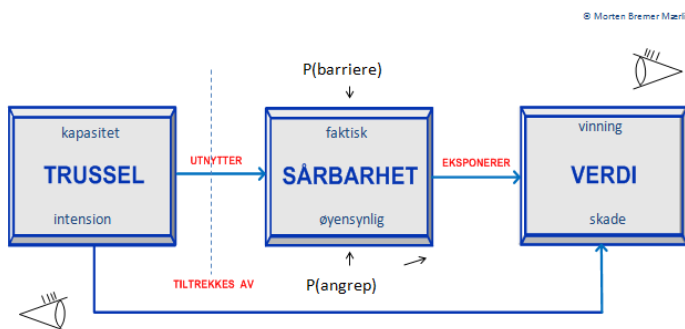 © Morten Bremer Mærli
P(barriere)
kapasitet
TRUSSEL
intension
UTNYTTER
TILTREKKES AV
faktisk
SÅRBARHET
øyensynlig
P(angrep)
EKSPONERER
vinning
VERDI
skade